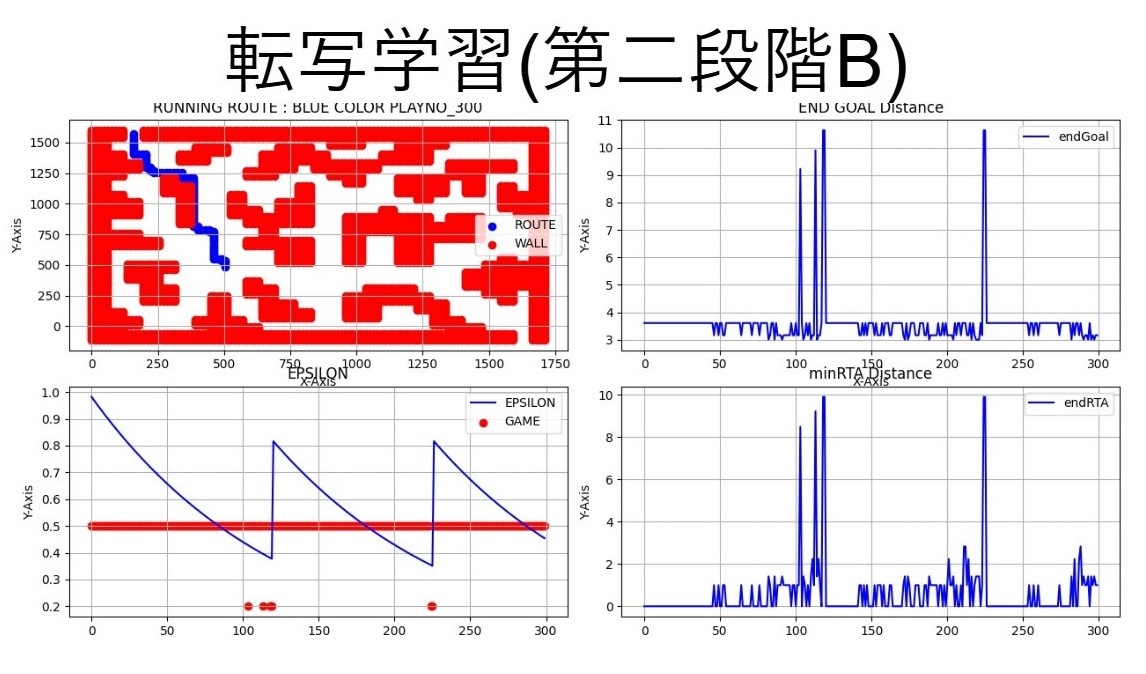 転写学習(第二段階B)
RUNNING ROUTE : BLUE COLOR PLAYNO_300
END GOAL Distance
Y-Axis
1500
1250
1000
750
500
250
0
ROUTE
WALL
0 250 500 750 1000 1250 1500 1750
X-Axis
Y-Axis
11
10
9
8
7
6
5
4
3
endGoal
0 50 100 150 200 250 300
X-Axis
EPSILON
Y-Axis
1.0
0.9
0.8
0.7
0.6
0.5
0.4
0.3
0.2
EPSILON
GAME
0 50 100 150 200 250 300
minRTA Distance
Y-Axis
10
8
6
4
2
0
endRTA
0 50 100 150 200 250 300